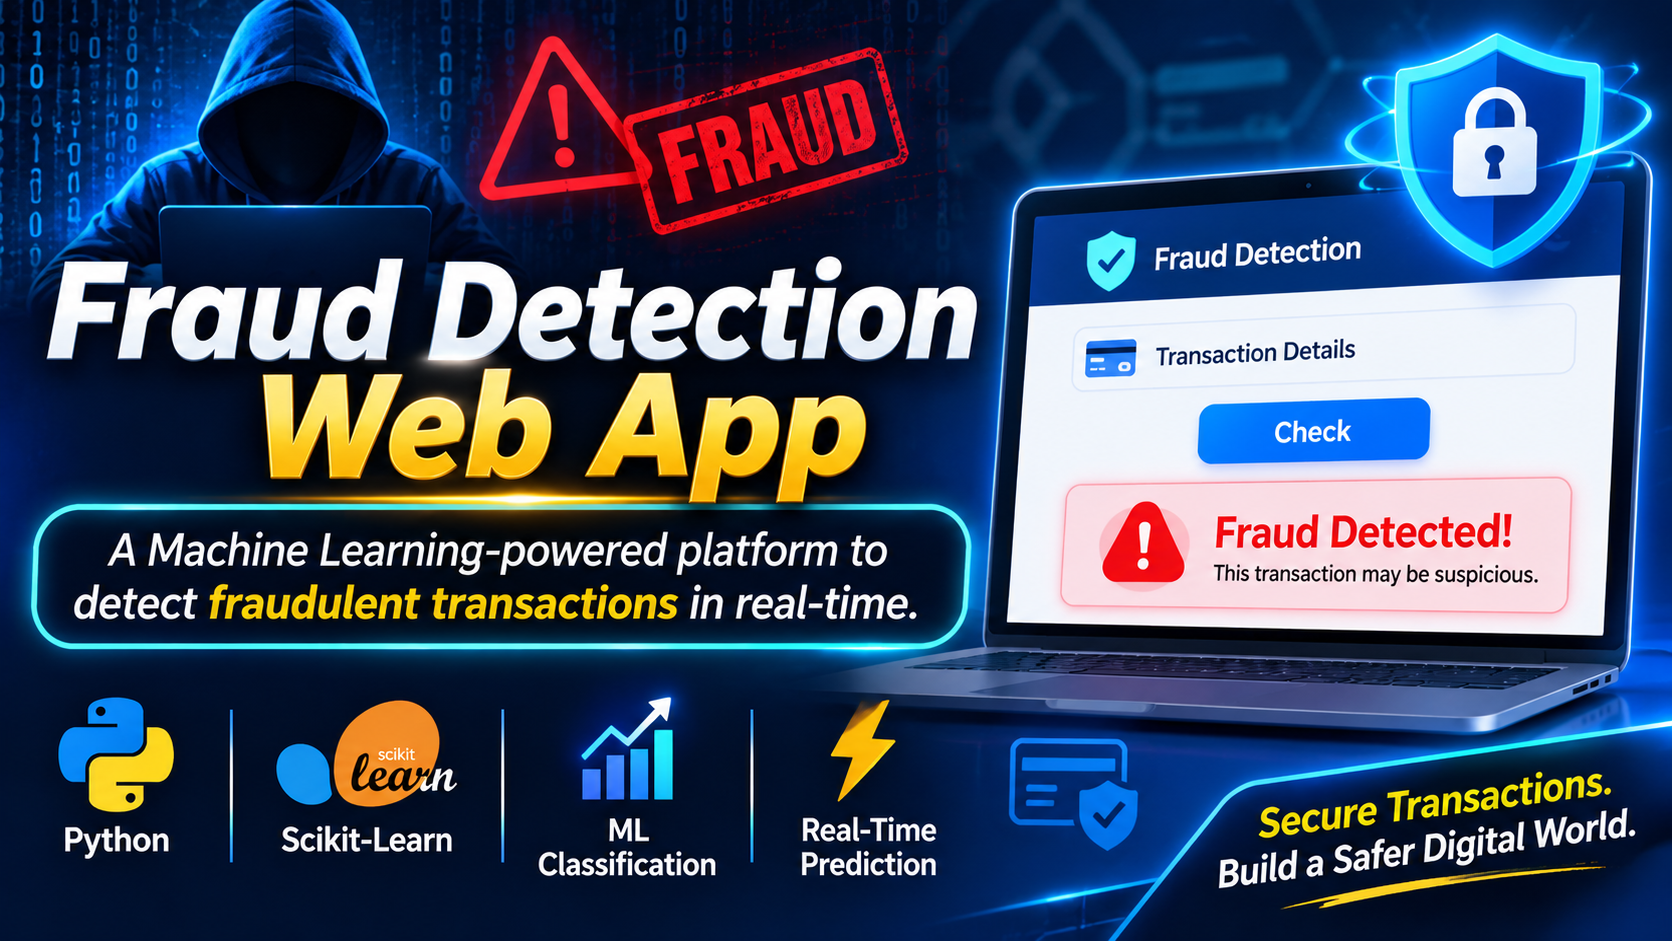 FRAUD
Fraud Detection
Web App
A Machine Learning-powered platform to
detect fraudulent transactions in real-time.
Fraud Detection
Transaction Details
Check
Fraud Detected!
This transaction may be suspicious.
Python
scikit
learn
Scikit-Learn
ML
Classification
Real-Time
Prediction
Secure Transactions.
Build a Safer Digital World.